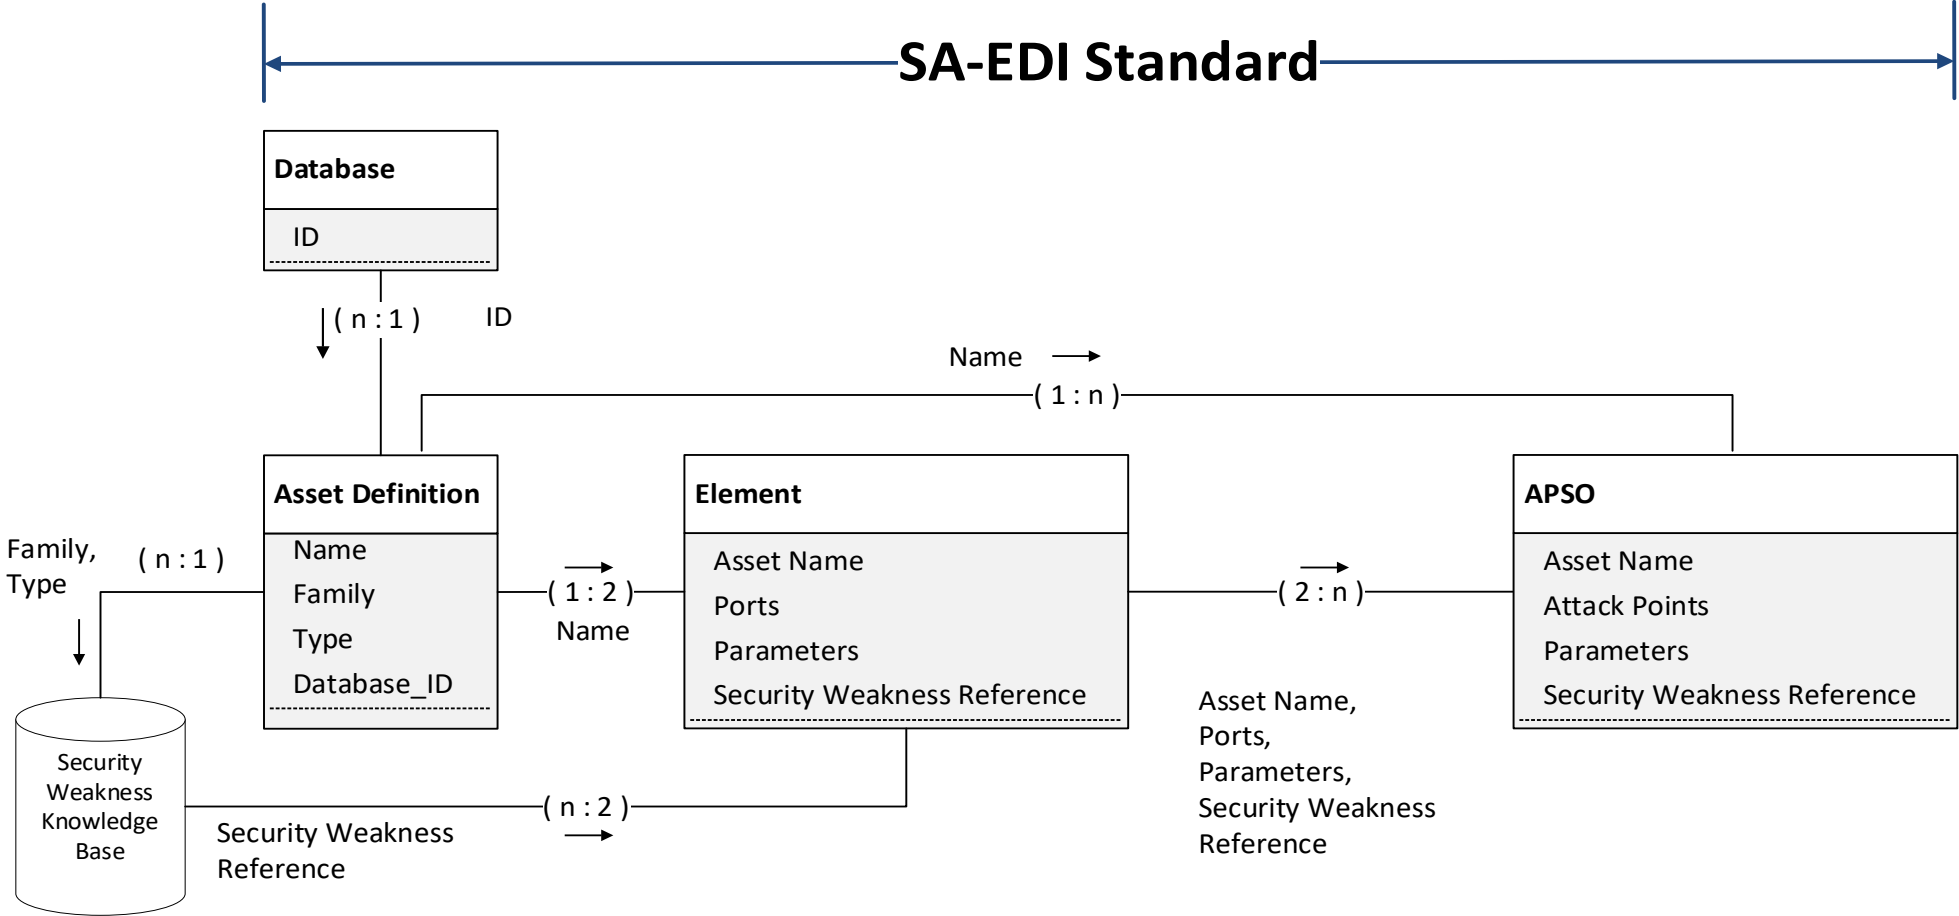 SA-EDI Standard
Database
ID
( n : 1 )
ID
Name
( 1 : n )
Asset Definition
Name
Family
Type
Database_ID
Element
Asset Name
Ports
Parameters
Security Weakness Reference
APSO
Asset Name
Attack Points
Parameters
Security Weakness Reference
Family,
Type
( n : 1 )
( 1 : 2 )
Name
( 2 : n )
Asset Name,
Ports,
Parameters,
Security Weakness
Reference
Security
Weakness
Knowledge
Base
( n : 2 )
Security Weakness
Reference